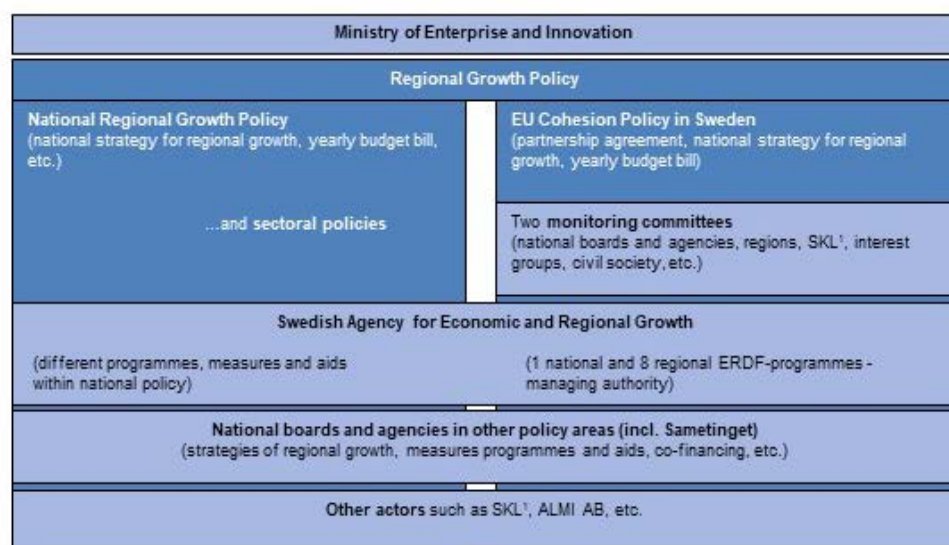 Ministry of Enterprise and Innovation
Regional Growth Policy
National Regional Growth Policy
(national strategy for regional growth, yearly budget bill,
etc.)
...and sectoral policies
EU Cohesion Policy in Sweden
(partnership agreement, national strategy for regional
growth, yearly budget bill)
Two monitoring committees
(national boards and agencies, regions, SKL¹, interest
groups, civil society, etc.)
Swedish Agency for Economic and Regional Growth
(different programmes, measures and aids
within national policy)
(1 national and 8 regional ERDF-programmes -
managing authority)
National boards and agencies in other policy areas (incl. Sametinget)
(strategies of regional growth, measures programmes and aids, co-financing, etc.)
Other actors such as SKL¹, ALMI AB, etc.